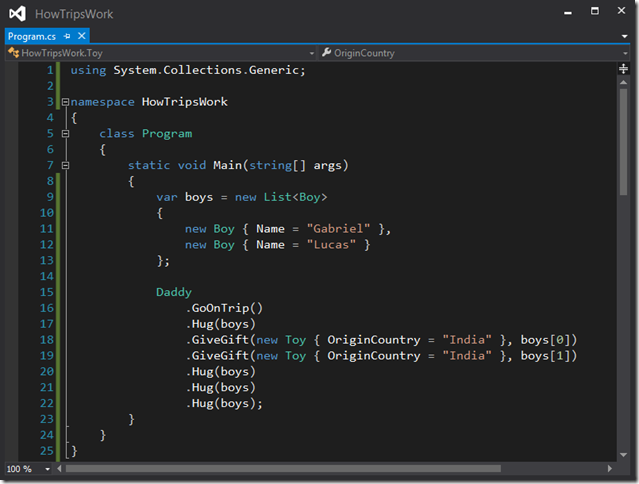 HowTripsWork
Program.cs
HowTripsWork.Toy
OriginCountry
1 using System.Collections.Generic;
2
3 namespace HowTripsWork
4 {
5     class Program
6     {
7         static void Main(string[] args)
8         {
9             var boys = new List<Boy>
10             {
11                 new Boy { Name = "Gabriel" },
12                 new Boy { Name = "Lucas" }
13             };
14
15             Daddy
16                 .GoOnTrip()
17                 .Hug(boys)
18                 .GiveGift(new Toy { OriginCountry = "India" }, boys[0])
19                 .GiveGift(new Toy { OriginCountry = "India" }, boys[1])
20                 .Hug(boys)
21                 .Hug(boys)
22                 .Hug(boys);
23         }
24     }
25 }
100 %